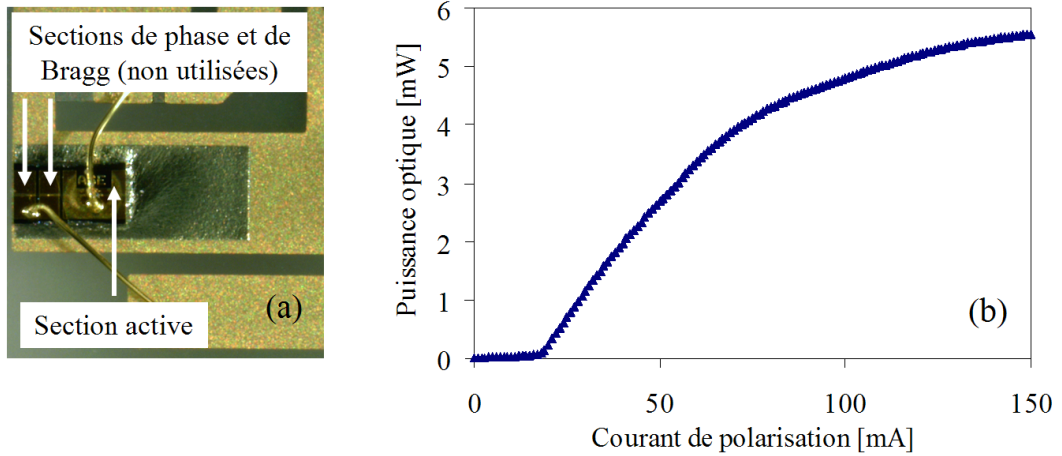 Sections de phase et de
Bragg (non utilisées)
Section active
(a)
Puissance optique [mW]
6
5
4
3
2
1
0
0
50
100
150
Courant de polarisation [mA]
(b)